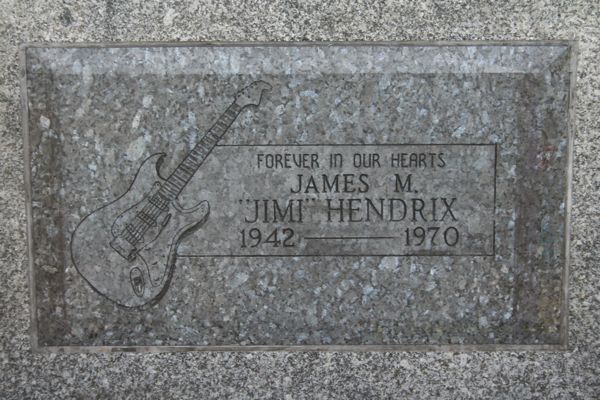 FOREVER IN OUR HEARTS
JAMES M.
"JIMI" HENDRIX
1942 — 1970